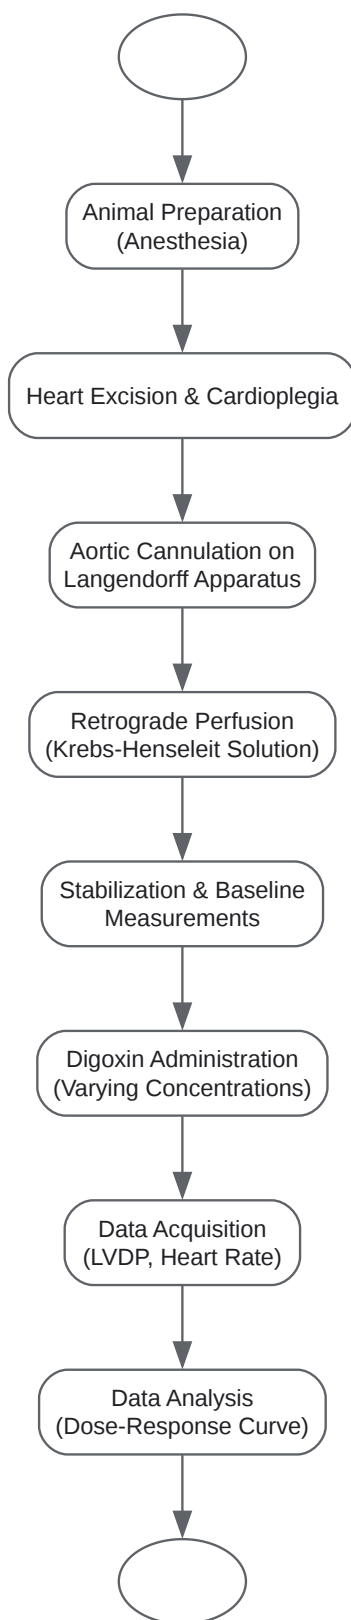 Animal Preparation
(Anesthesia)
Heart Excision & Cardioplegia
Aortic Cannulation on
Langendorff Apparatus
Retrograde Perfusion
(Krebs-Henseleit Solution)
Stabilization & Baseline
Measurements
Digoxin Administration
(Varying Concentrations)
Data Acquisition
(LVDP, Heart Rate)
Data Analysis
(Dose-Response Curve)